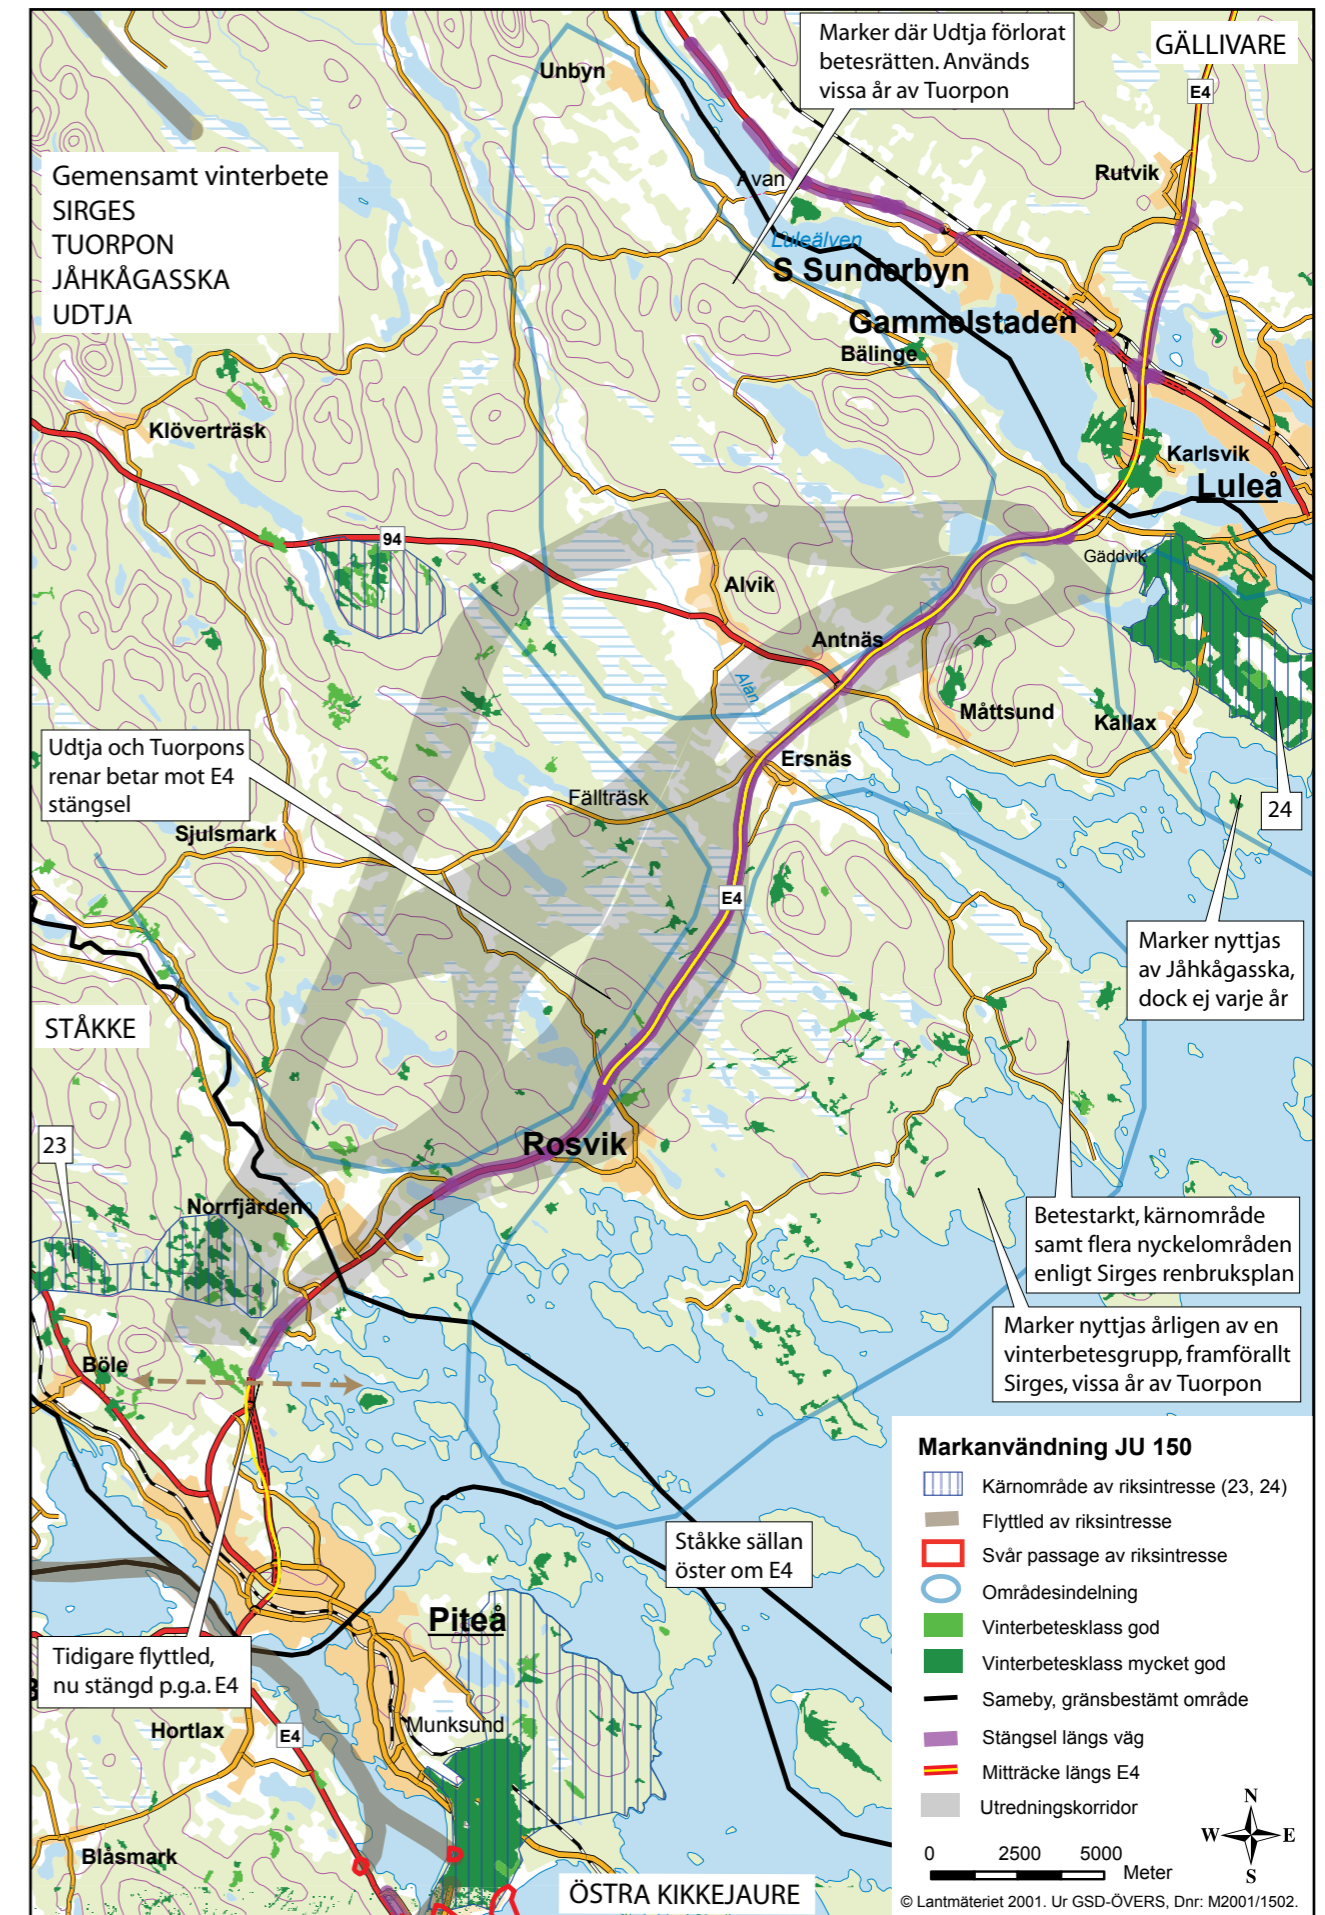 Marker där Udtja förlorat
betesrätten. Används
vissa år av Tuorpon
GÄLLIVARE
Unbyn
E4
Rutvik
Gemensamt vinterbete
SIRGES
TUORPON
JÅHKÅGASSKA
UDTJA
Avan
Luleälven
S Sunderbyn
Gammelstaden
Bälinge
Klöverträsk
Karlsvik
Luleå
94
Gäddvik
Alvik
Antnäs
Alån
Måttsund
Kallax
Udtja och Tuorpons
renar betar mot E4
stängsel
Ersnäs
Fällträsk
24
Sjulsmark
E4
Marker nyttjas
av Jåhkågasska,
dock ej varje år
STÅKKE
23
Rosvik
Norrfjärden
Betestarkt, kärnområde
samt flera nyckelområden
enligt Sirges renbruksplan
Marker nyttjas årligen av en
vinterbetesgrupp, framförallt
Sirges, vissa år av Tuorpon
Böle
Markanvändning JU 150
Kärnområde av riksintresse (23, 24)
Flyttled av riksintresse
Svår passage av riksintresse
Områdesindelning
Vinterbetesklass god
Vinterbetesklass mycket god
Sameby, gränsbestämt område
Stängsel längs väg
Mitträcke längs E4
Utredningskorridor
Ståkke sällan
öster om E4
Piteå
Tidigare flyttled,
nu stängd p.g.a. E4
Hortlax
E4
Munksund
Blåsmark
ÖSTRA KIKKEJAURE
N
W E
S
0 2500 5000
Meter
© Lantmäteriet 2001. Ur GSD-ÖVERS, Dnr: M2001/1502.